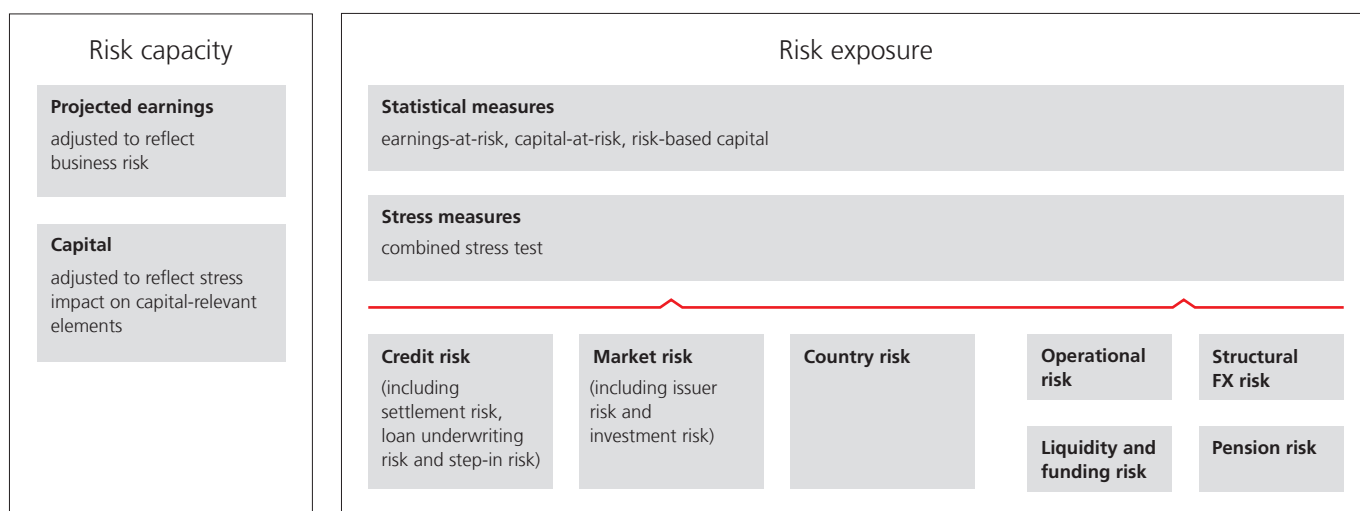 Risk capacity
Projected earnings
adjusted to reflect
business risk
Capital
adjusted to reflect stress
impact on capital-relevant
elements
Risk exposure
Statistical measures
earnings-at-risk, capital-at-risk, risk-based capital
Stress measures
combined stress test
Credit risk
(including
settlement risk,
loan underwriting
risk and step-in risk)
Market risk
(including issuer
risk and
investment risk)
Country risk
Operational
risk
Structural
FX risk
Liquidity and
funding risk
Pension risk